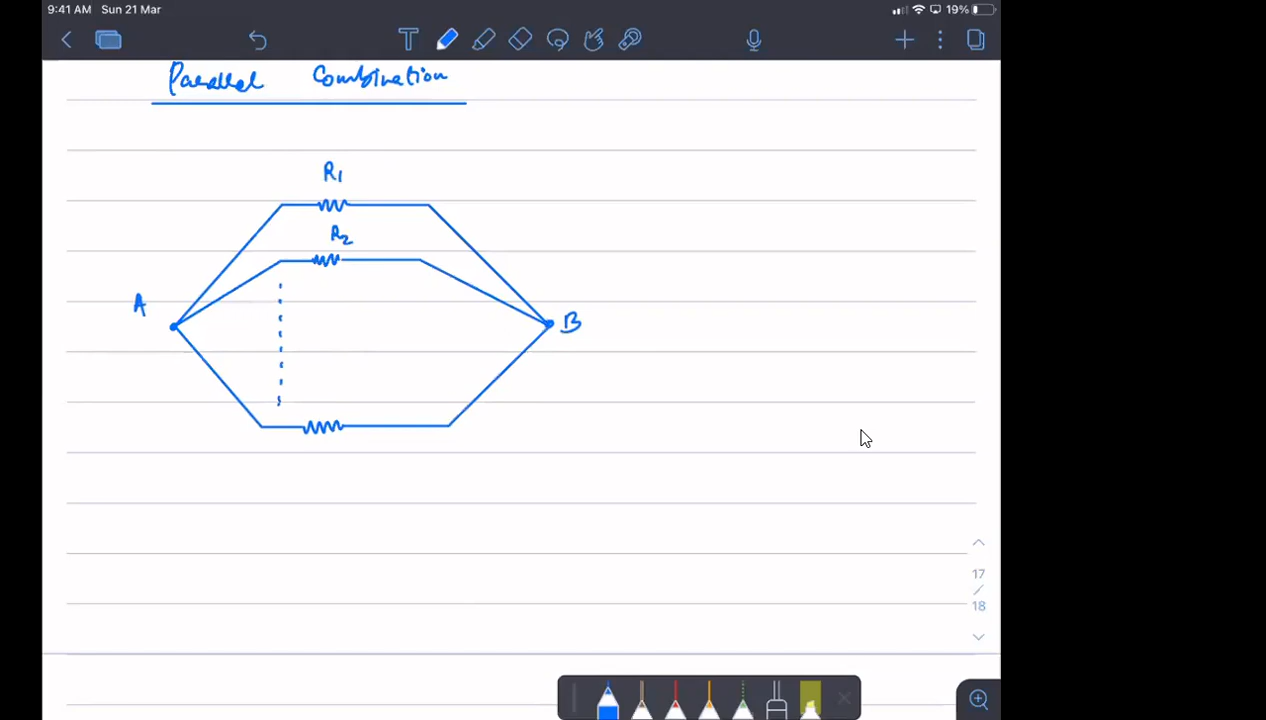 9:41 AM Sun 21 Mar 19%
T
Parallel Combination
R1
R2
A
B
17
/
18